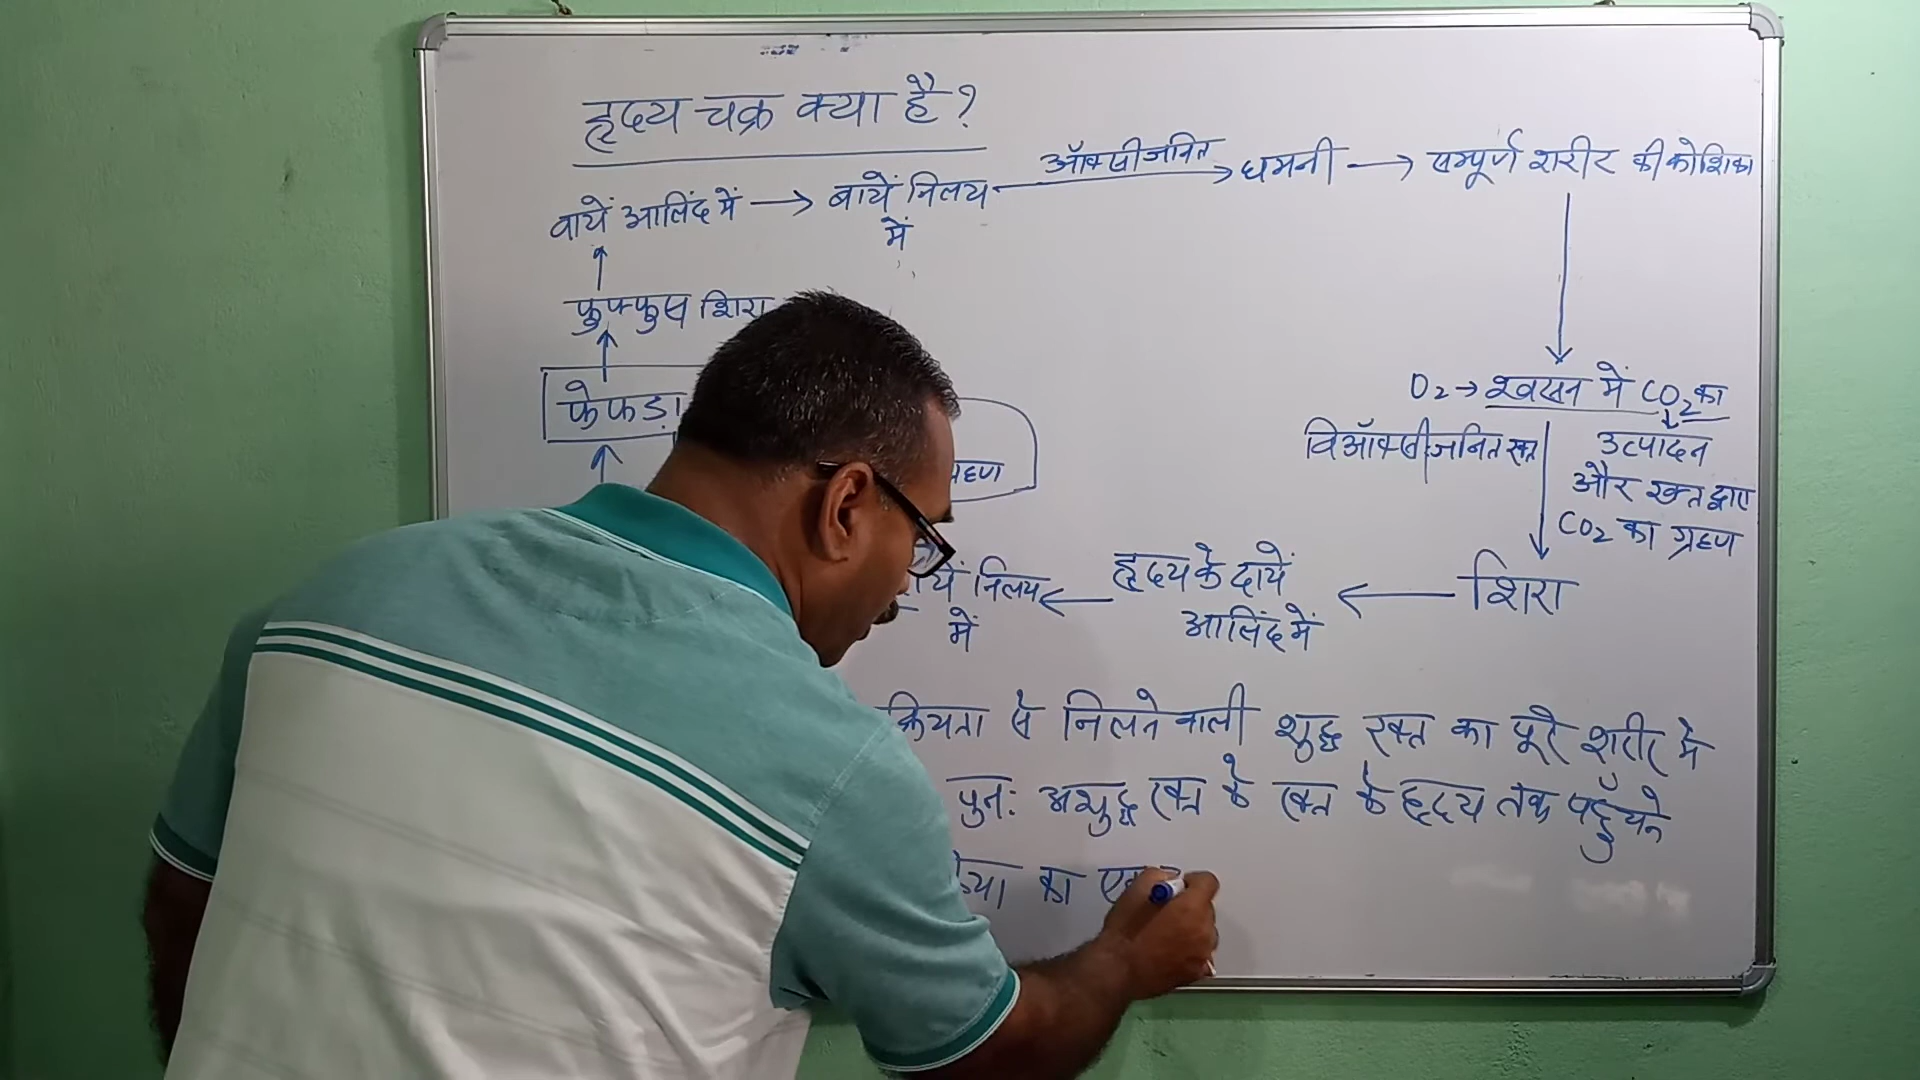 हृदय चक्र क्या है?
बायें आलिंद में → बायें निलय में
ऑक्सीजनित → धमनी → सम्पूर्ण शरीर की कोशिका
फुफ्फुस शिरा
फेफड़ा
O₂ → श्वसन में CO₂ का
उत्पादन
और रक्त द्वारा
CO₂ का ग्रहण
विऑक्सीजनित रक्त
शिरा
हृदय के दायें
आलिंद में
निलय
में
से निलने वाली शुद्ध रक्त का पूरे शरीर में
पुनः अशुद्ध रक्त के रक्त के हृदय तक पहुँचने
का